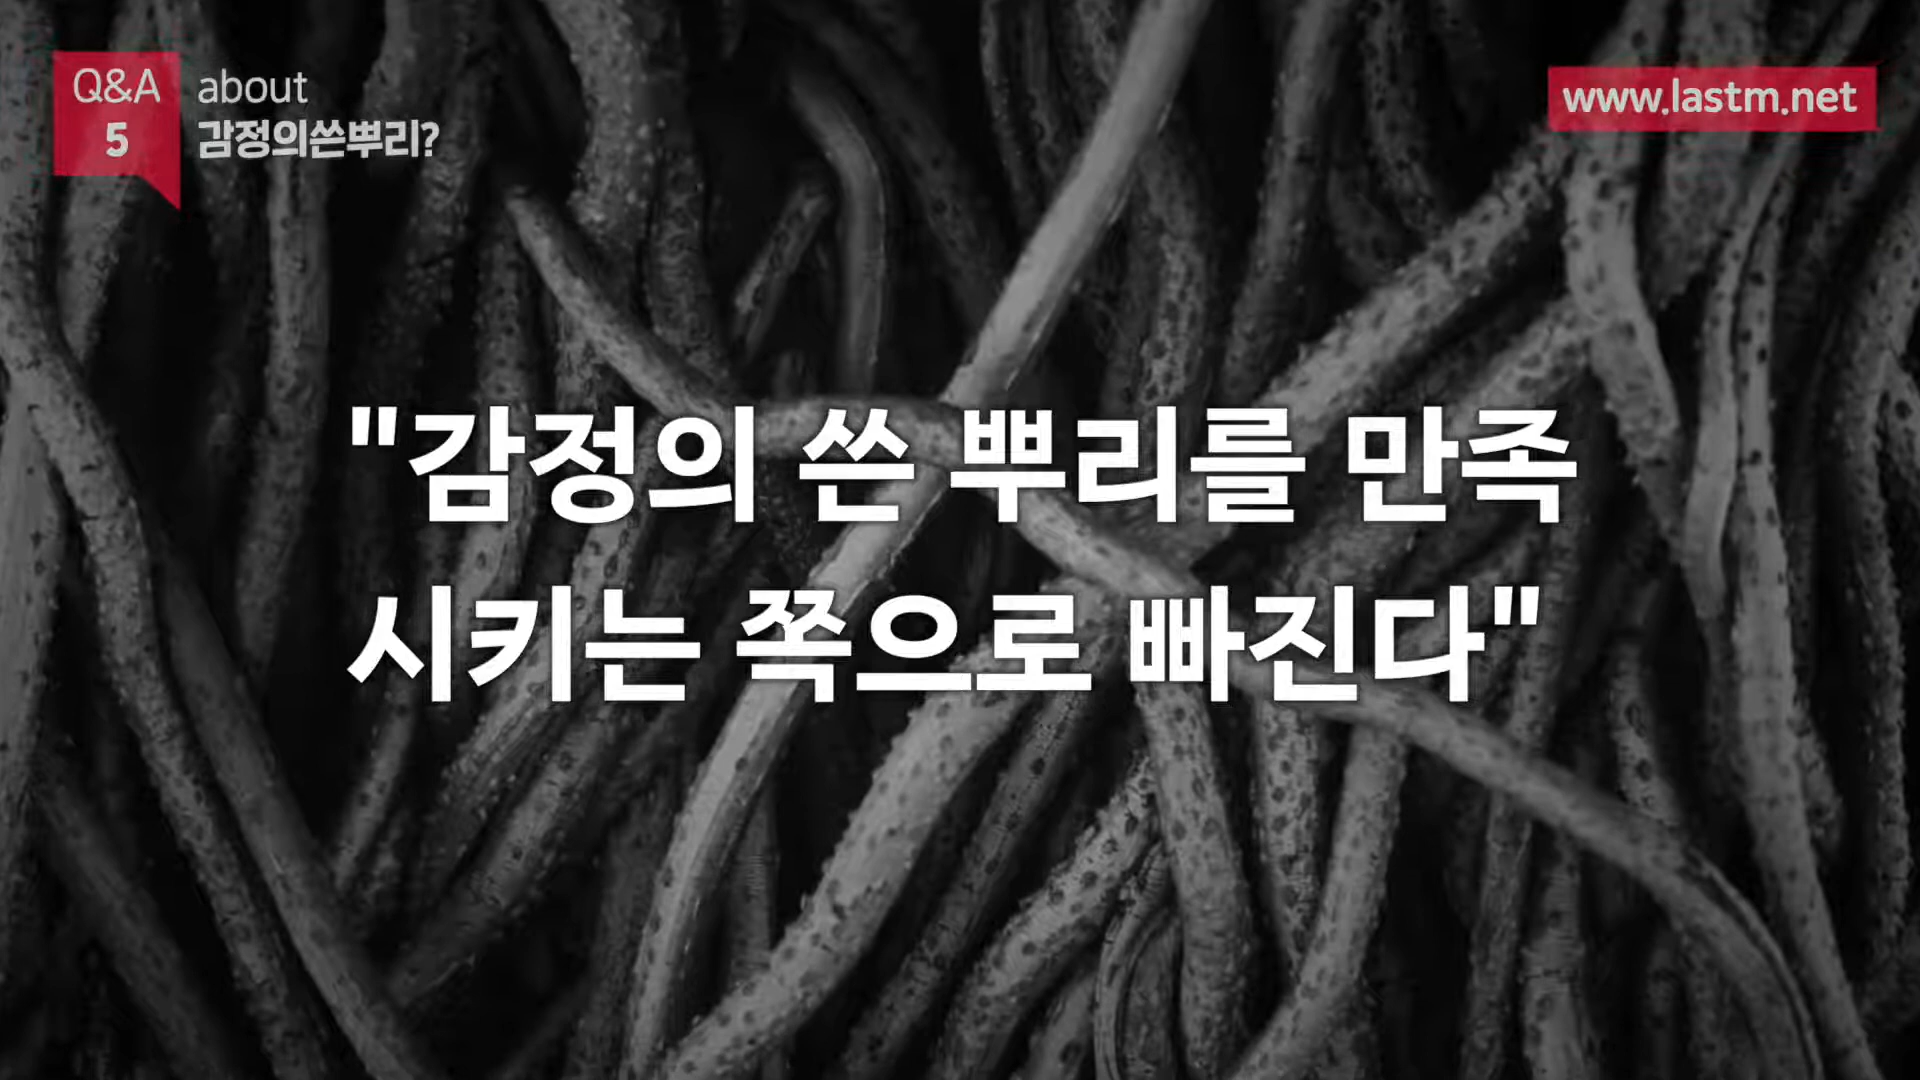 Q&A
5
about
감정의쓴뿌리?
www.lastm.net
"감정의 쓴 뿌리를 만족
시키는 쪽으로 빠진다"